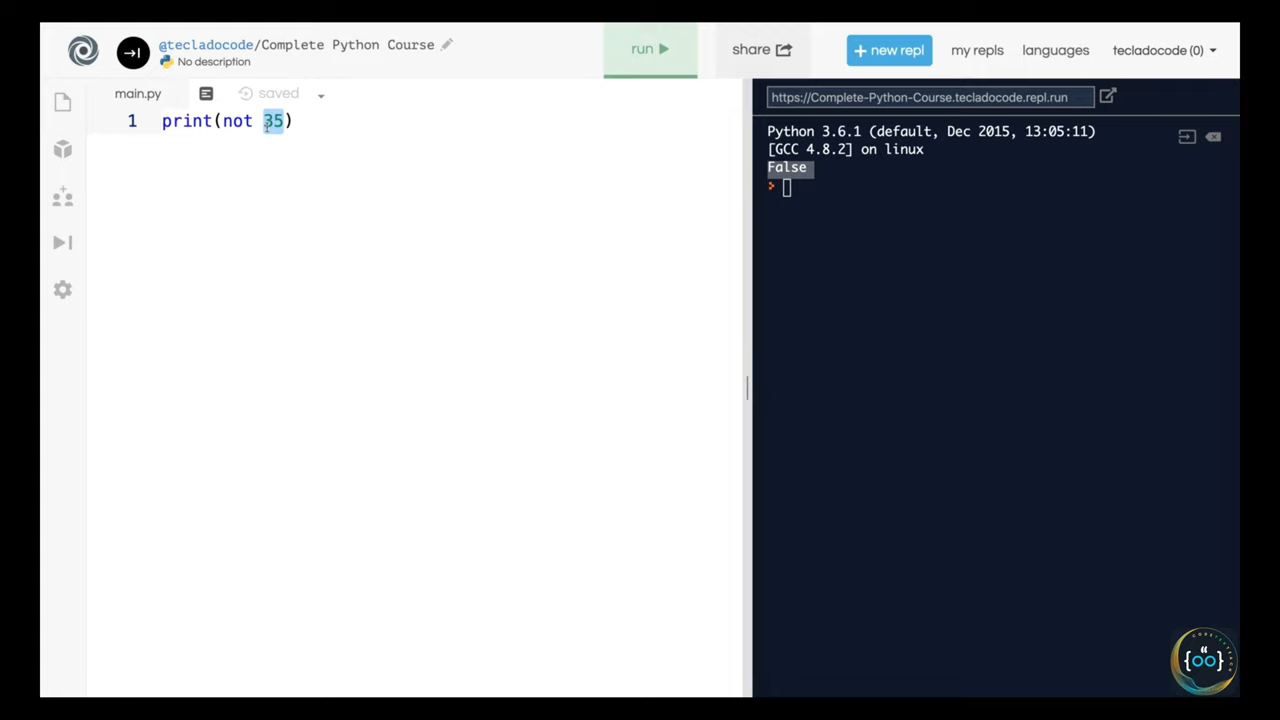 @tecladocode/Complete Python Course
No description
run
share
+ new repl
my repls
languages
tecladocode (0)
main.py
saved
https://Complete-Python-Course.tecladocode.repl.run
1 print(not 35)
Python 3.6.1 (default, Dec 2015, 13:05:11)
[GCC 4.8.2] on linux
False